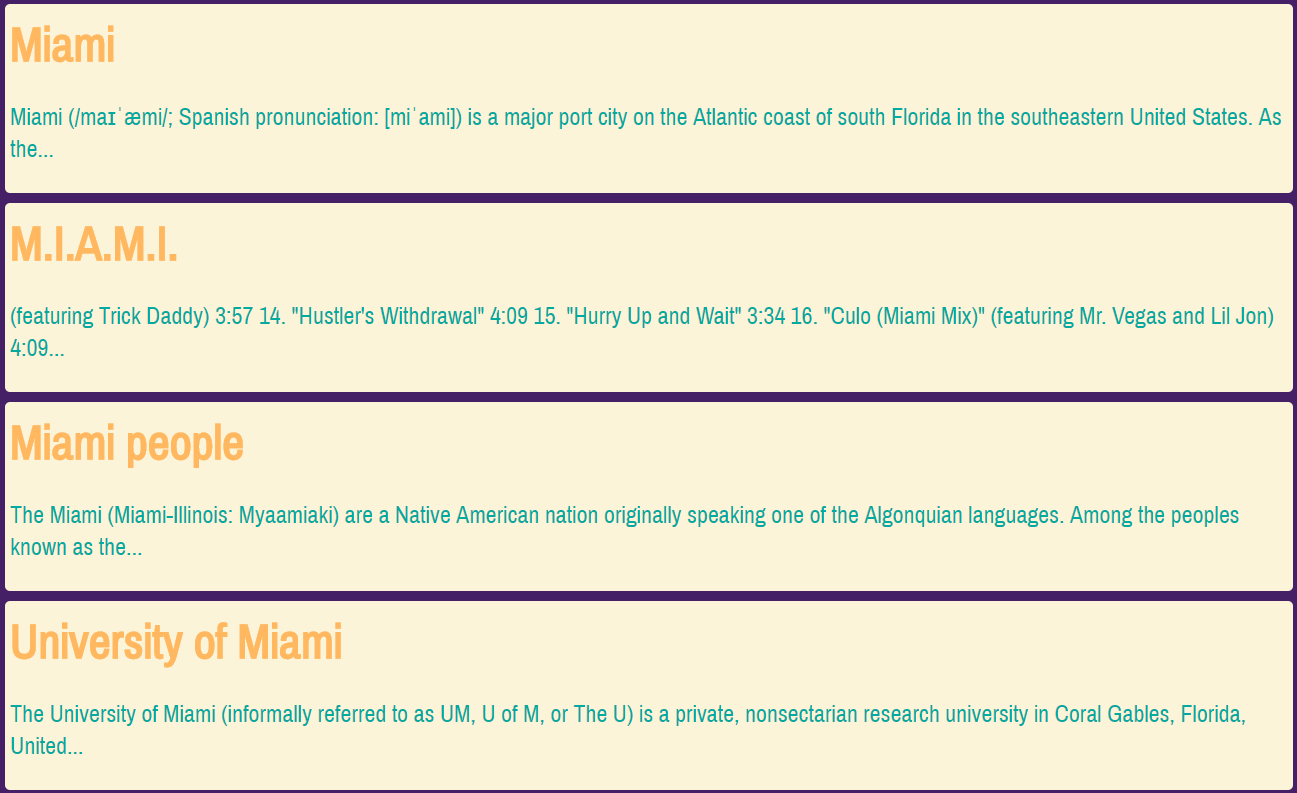 Miami
Miami (/maɪˈæmi/; Spanish pronunciation: [miˈami]) is a major port city on the Atlantic coast of south Florida in the southeastern United States. As
the...
M.I.A.M.I.
(featuring Trick Daddy) 3:57 14. "Hustler's Withdrawal" 4:09 15. "Hurry Up and Wait" 3:34 16. "Culo (Miami Mix)" (featuring Mr. Vegas and Lil Jon)
4:09...
Miami people
The Miami (Miami-Illinois: Myaamiaki) are a Native American nation originally speaking one of the Algonquian languages. Among the peoples
known as the...
University of Miami
The University of Miami (informally referred to as UM, U of M, or The U) is a private, nonsectarian research university in Coral Gables, Florida,
United...